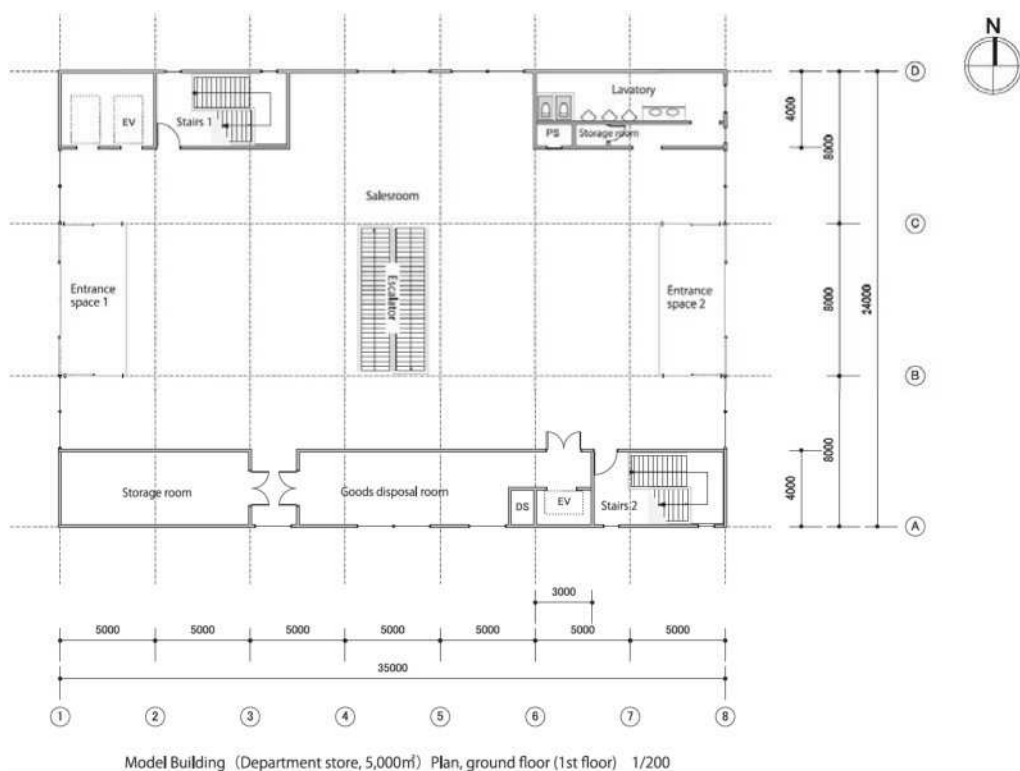 N
D
Lavatory
EV
Stairs 1
PS
Storage room
4000
8000
Salesroom
C
Entrance
space 1
Escalator
Entrance
space 2
8000
24000
B
Storage room
Goods disposal room
DS
EV
Stairs 2
4000
8000
A
3000
5000
5000
5000
5000
5000
5000
5000
35000
1
2
3
4
5
6
7
8
Model Building (Department store, 5,000㎡) Plan, ground floor (1st floor) 1/200